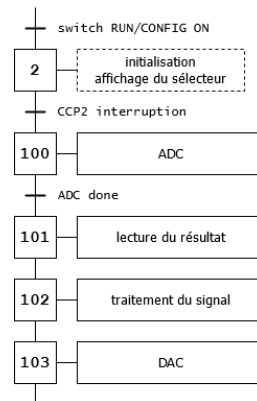 switch RUN/CONFIG ON
2
initialisation
affichage du sélecteur
CCP2 interruption
100
ADC
ADC done
101
lecture du résultat
102
traitement du signal
103
DAC